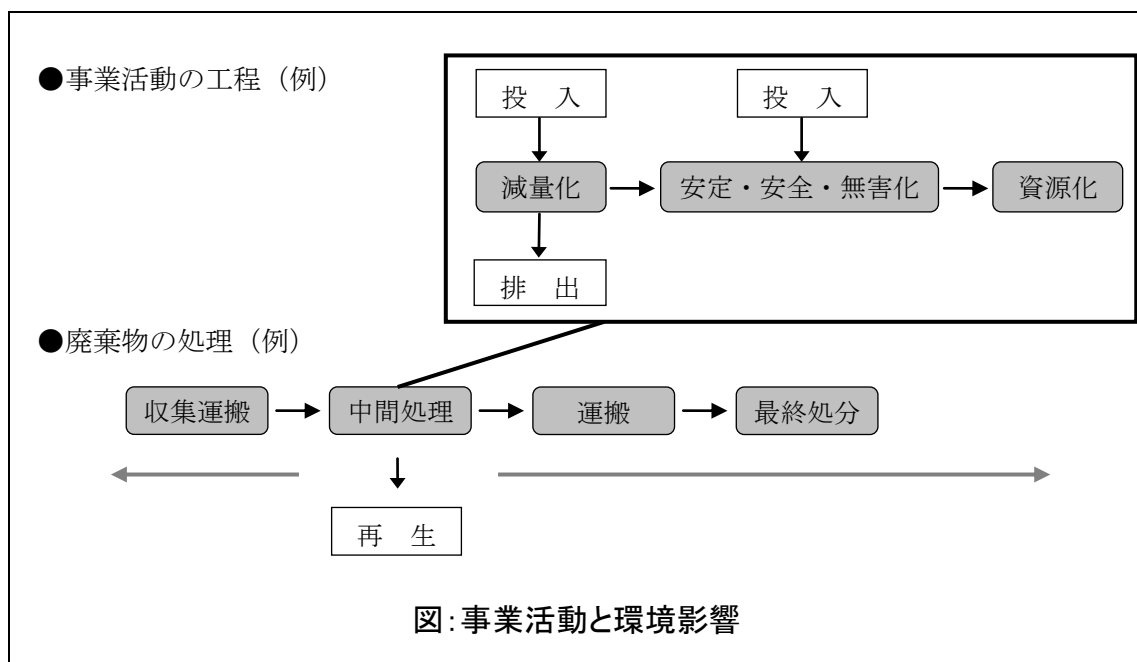 ●事業活動の工程（例）
投　入
投　入
減量化
安定・安全・無害化
資源化
排　出
●廃棄物の処理（例）
収集運搬
中間処理
運搬
最終処分
再　生
図：事業活動と環境影響